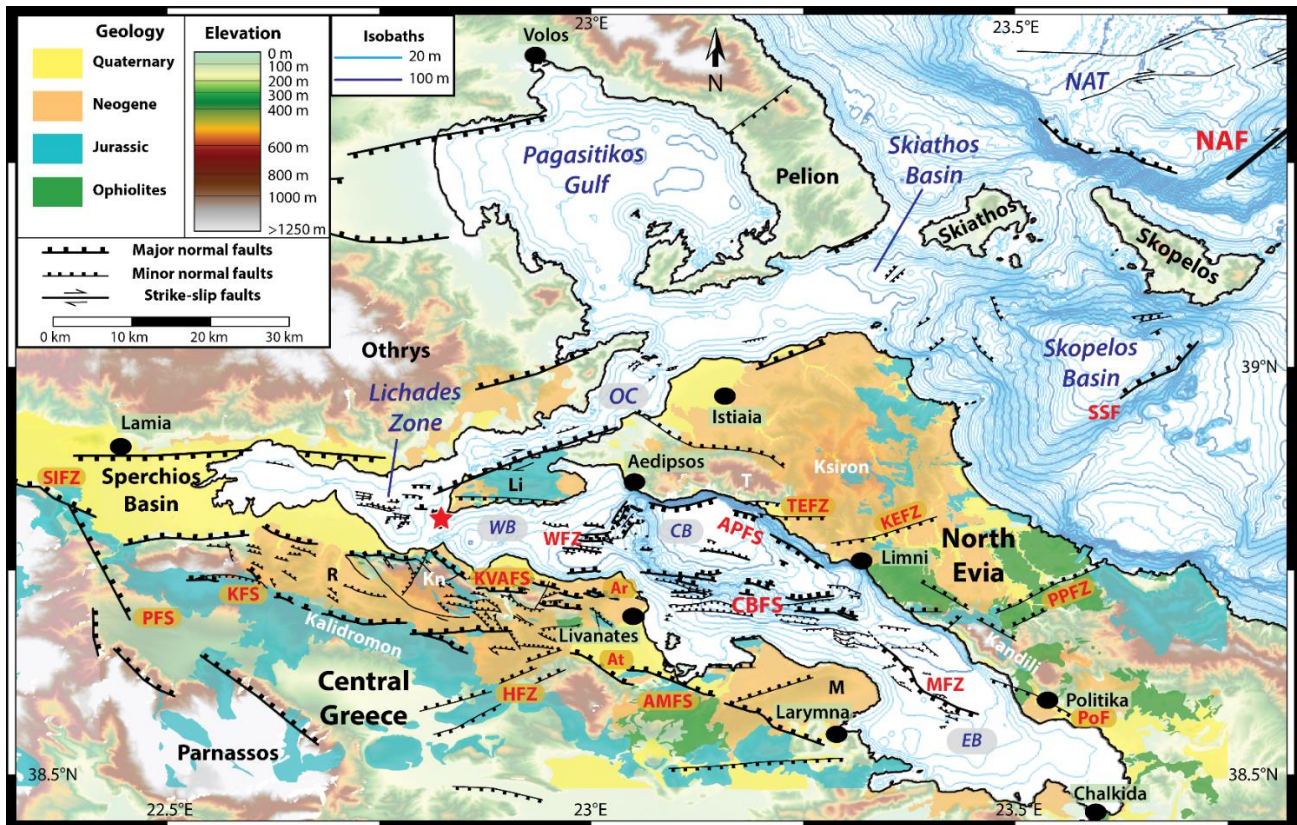 Geology
Quaternary
Neogene
Jurassic
Ophiolites
Elevation
0 m
100 m
200 m
300 m
400 m
600 m
800 m
1000 m
>1250 m
Isobaths
20 m
100 m
Major normal faults
Minor normal faults
Strike-slip faults
0 km
10 km
20 km
30 km
23°E
23.5°E
Volos
N
NAT
NAF
Pagasitikos
Gulf
Skiathos
Basin
Pelion
Skiathos
Skopelos
Othrys
Lichades
Zone
OC
Skopelos
Basin
39°N
SSF
Lamia
Istiaia
SIFZ
Sperchios
Basin
Aedipsos
Ksiron
Li
T
TEFZ
KEFZ
WB
WFZ
CB
APFS
Limni
North
Evia
R
Kn
KVAFS
Ar
KFS
PFS
CBFS
PPFZ
Kalidromon
Livanates
Kandili
At
Central
Greece
HFZ
AMFS
M
MFZ
Politika
PoF
Larymna
Parnassos
EB
38.5°N
38.5°N
Chalkida
22.5°E
23°E
23.5°E